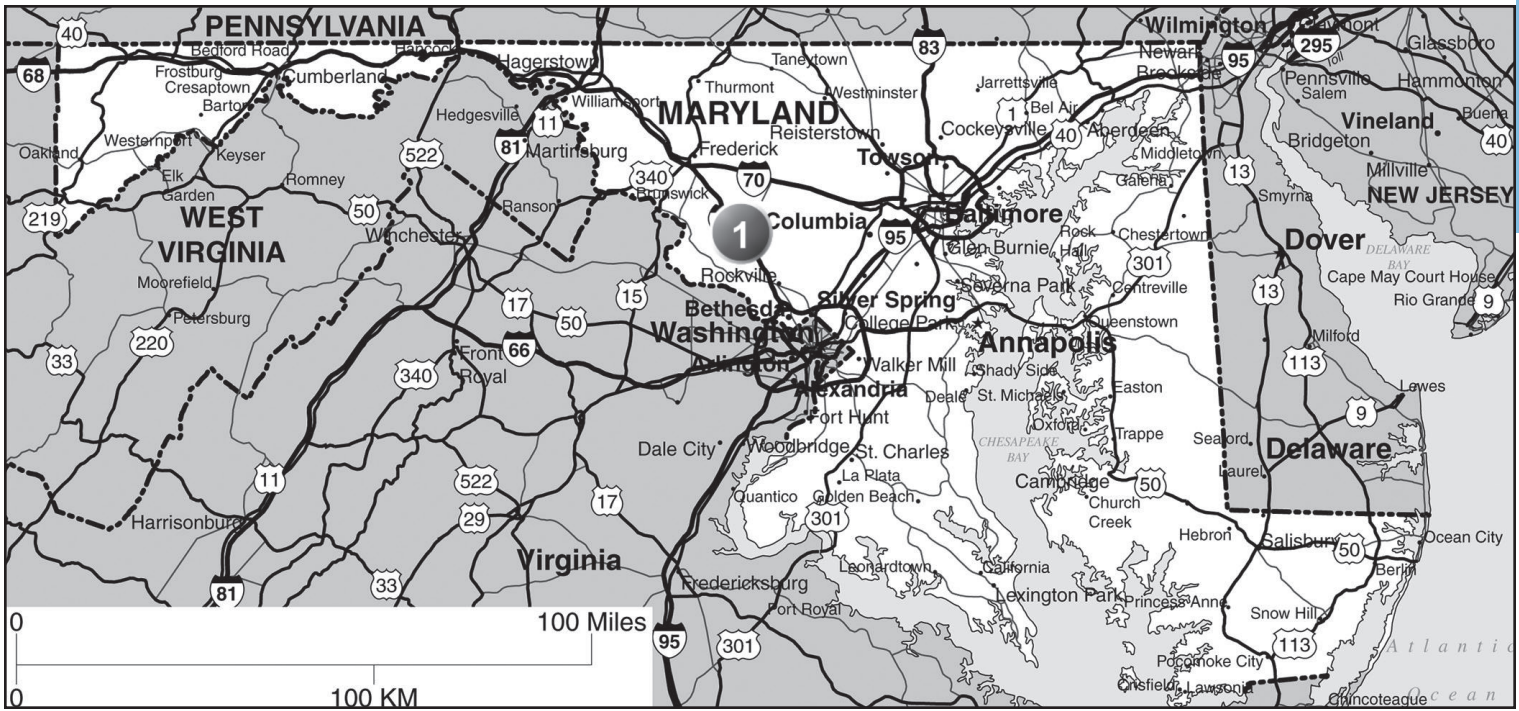 PENNSYLVANIA
40
Bedford Road
Hancock
83
Wilmington
Claymont
295
Glassboro
68
Frostburg
Cresaptown
Barton
Cumberland
Hagerstown
Taneytown
Newark
Brookside
95
Toll
Pennsville
Salem
Hammonton
Williamsport
Thurmont
Westminster
Jarrettsville
Hedgesville
11
MARYLAND
Reisterstown
1
Bel Air
Cockeysville
40
Aberdeen
Vineland
Buena
40
Bridgeton
Westernport
Oakland
Keyser
522
81
Martinsburg
Frederick
Towson
Middletown
13
Millville
Elk
Garden
Romney
340
Brunswick
70
Galena
Smyrna
NEW JERSEY
219
WEST
VIRGINIA
50
Winchester
Ranson
1
Columbia
95
Baltimore
Glen Burnie
Rock
Hall
Chestertown
301
Dover
DELAWARE
BAY
Cape May Court House
Rio Grande
9
Moorefield
Rockville
Severna Park
Centreville
13
17
50
15
Bethesda
Silver Spring
College Park
Queenstown
Petersburg
220
33
Washington
Arlington
Annapolis
Milford
113
66
Front
Royal
340
Walker Mill
Shady Side
Alexandria
Deale
St. Michaels
Easton
Lewes
9
Fort Hunt
Oxford
Trappe
Seaford
Delaware
Dale City
Woodbridge
St. Charles
CHESAPEAKE
BAY
Laurel
11
522
29
17
Quantico
La Plata
Golden Beach
301
Cambridge
50
Church
Creek
Harrisonburg
Hebron
Salisbury
50
Ocean City
Berlin
Virginia
33
81
Fredericksburg
Port Royal
Leonardtown
California
Lexington Park
Princess Anne
Snow Hill
113
0
100 Miles
95
301
Atlantic
Ocean
Pocomoke City
Crisfield
Lawsonia
Chincoteague
0
100 KM